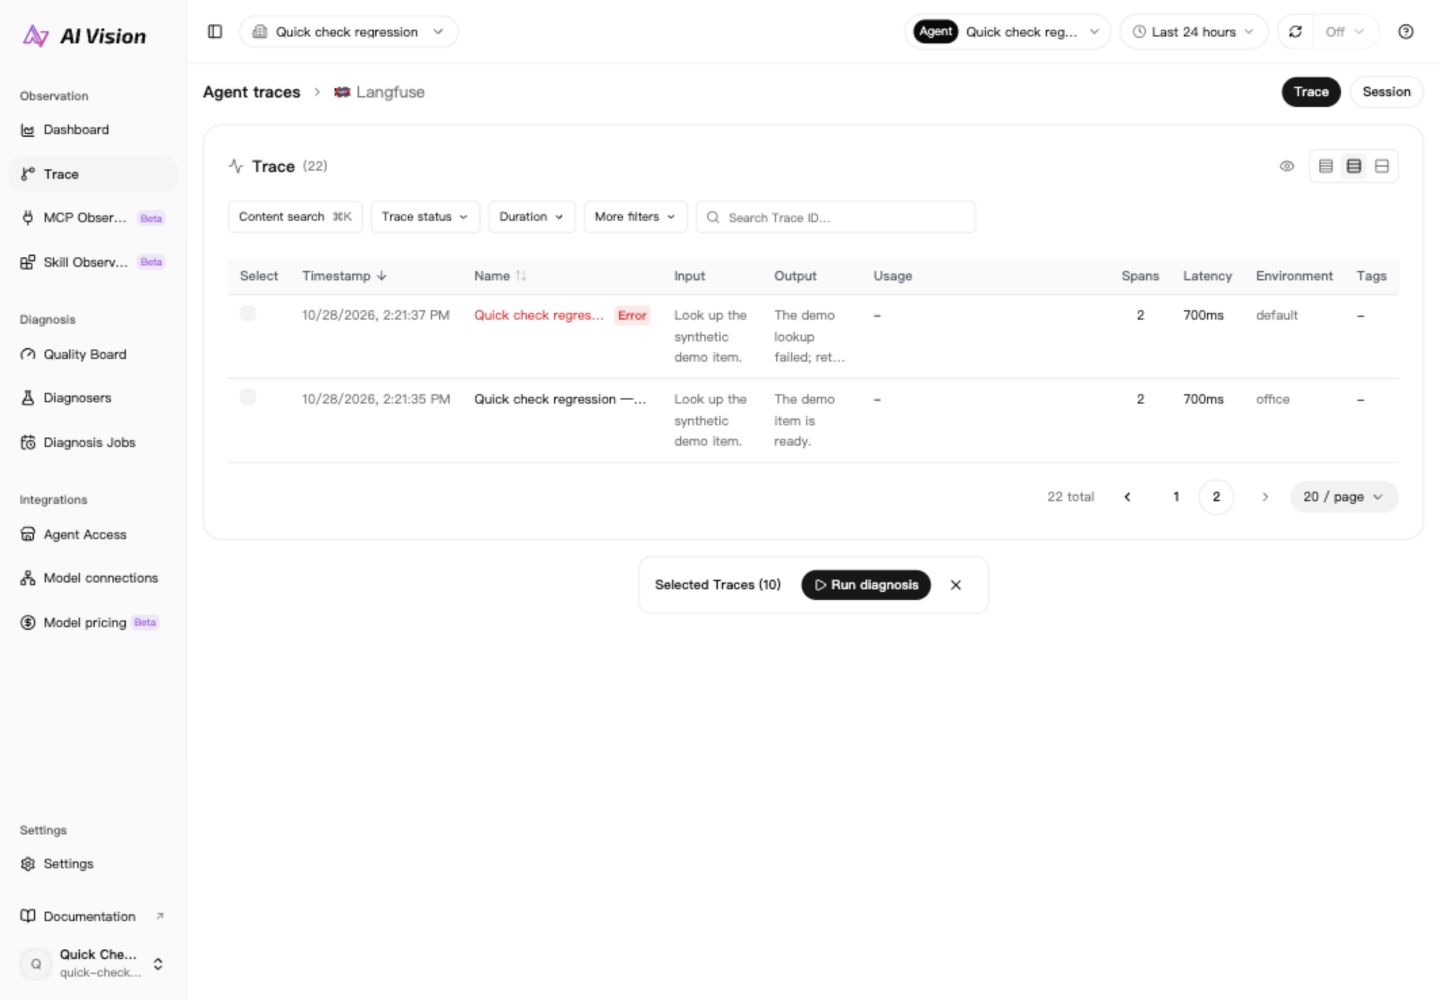 AI Vision
Observation
Dashboard
Trace
MCP Obser... Beta
Skill Observ... Beta
Diagnosis
Quality Board
Diagnosers
Diagnosis Jobs
Integrations
Agent Access
Model connections
Model pricing Beta
Settings
Settings
Documentation
Q
Quick Che...
quick-check...
Quick check regression
Agent Quick check reg...
Last 24 hours
Off
Agent traces > Langfuse
Trace Session
Trace (22)
Content search ⌘K Trace status Duration More filters Search Trace ID...
Select Timestamp ↓ Name ↑↓ Input Output Usage Spans Latency Environment Tags
10/28/2026, 2:21:37 PM Quick check regres... Error Look up the synthetic demo item. The demo lookup failed; ret... – 2 700ms default –
10/28/2026, 2:21:35 PM Quick check regression —... Look up the synthetic demo item. The demo item is ready. – 2 700ms office –
22 total 1 2 20 / page
Selected Traces (10) Run diagnosis